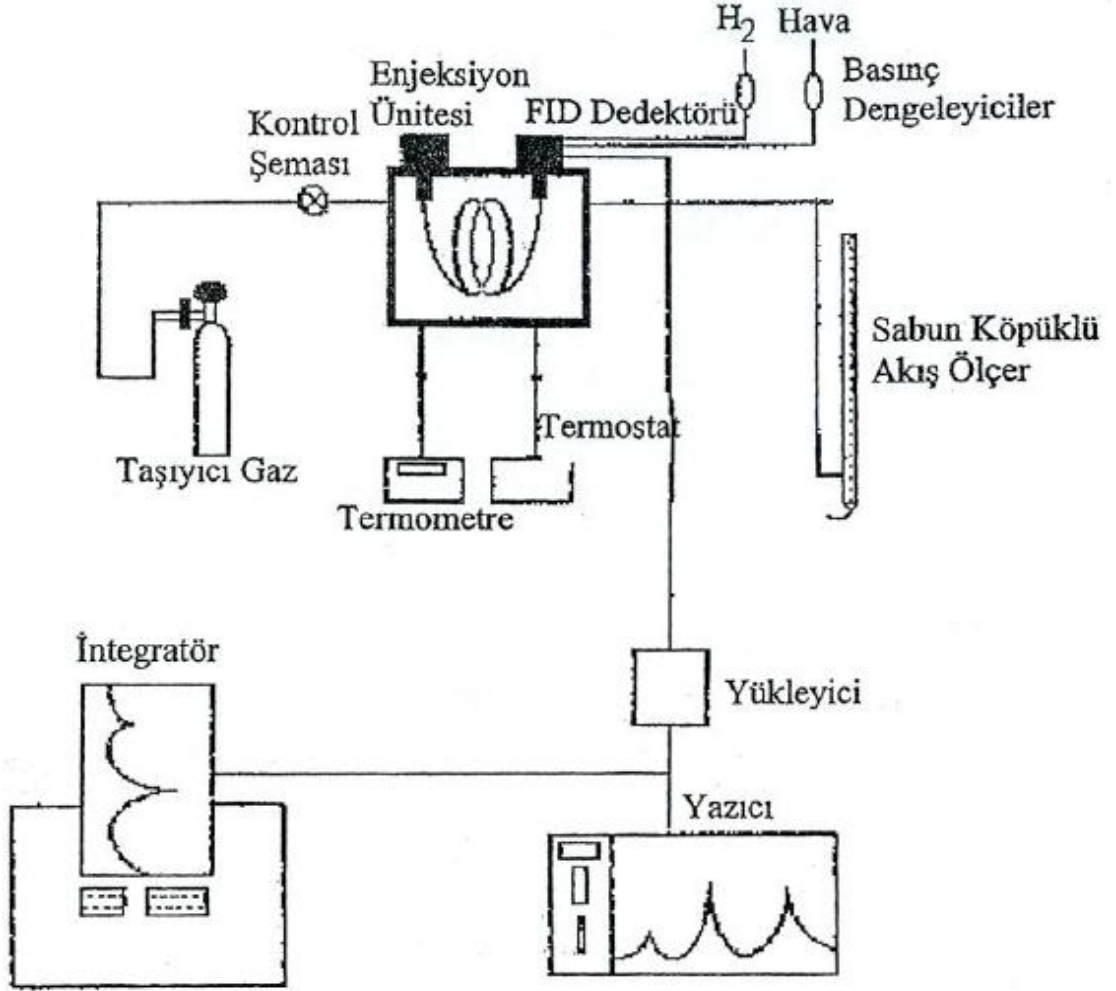 H2 Hava
Enjeksiyon
Ünitesi
FID Dedektörü
Basınç
Dengeleyiciler
Kontrol
Şeması
Sabun Köpüklü
Akış Ölçer
Termostat
Taşıyıcı Gaz
Termometre
İntegratör
Yükleyici
Yazıcı